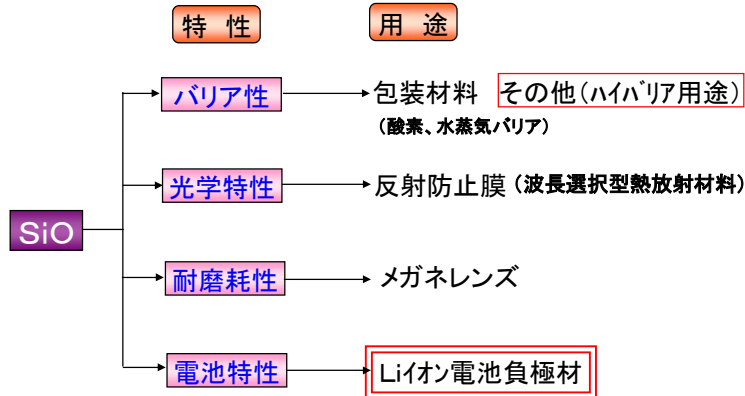 特 性 用 途
バリア性 包装材料 その他(ハイバリア用途)
(酸素、水蒸気バリア)
光学特性 反射防止膜(波長選択型熱放射材料)
SiO
耐磨耗性 メガネレンズ
電池特性 Liイオン電池負極材